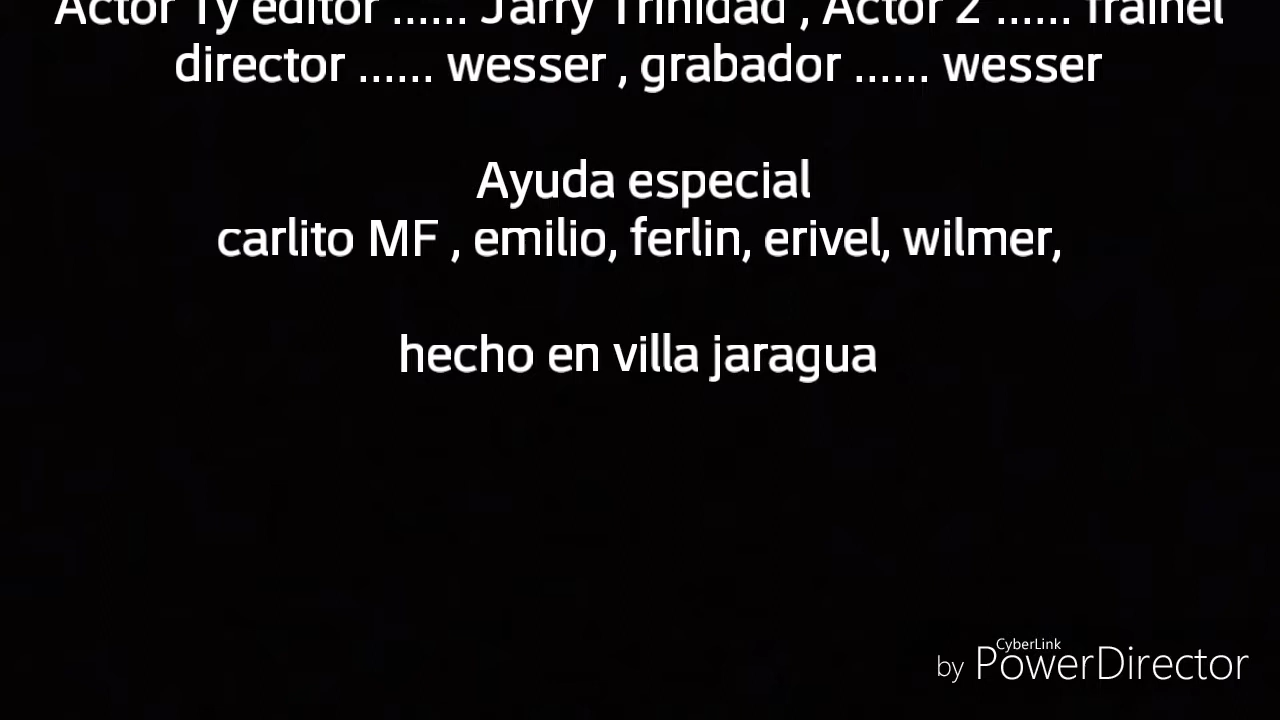 Actor 1y editor ...... Jarry Trinidad , Actor 2 ...... frainel
director ...... wesser , grabador ...... wesser
Ayuda especial
carlito MF , emilio, ferlin, erivel, wilmer,
hecho en villa jaragua
CyberLink
by PowerDirector